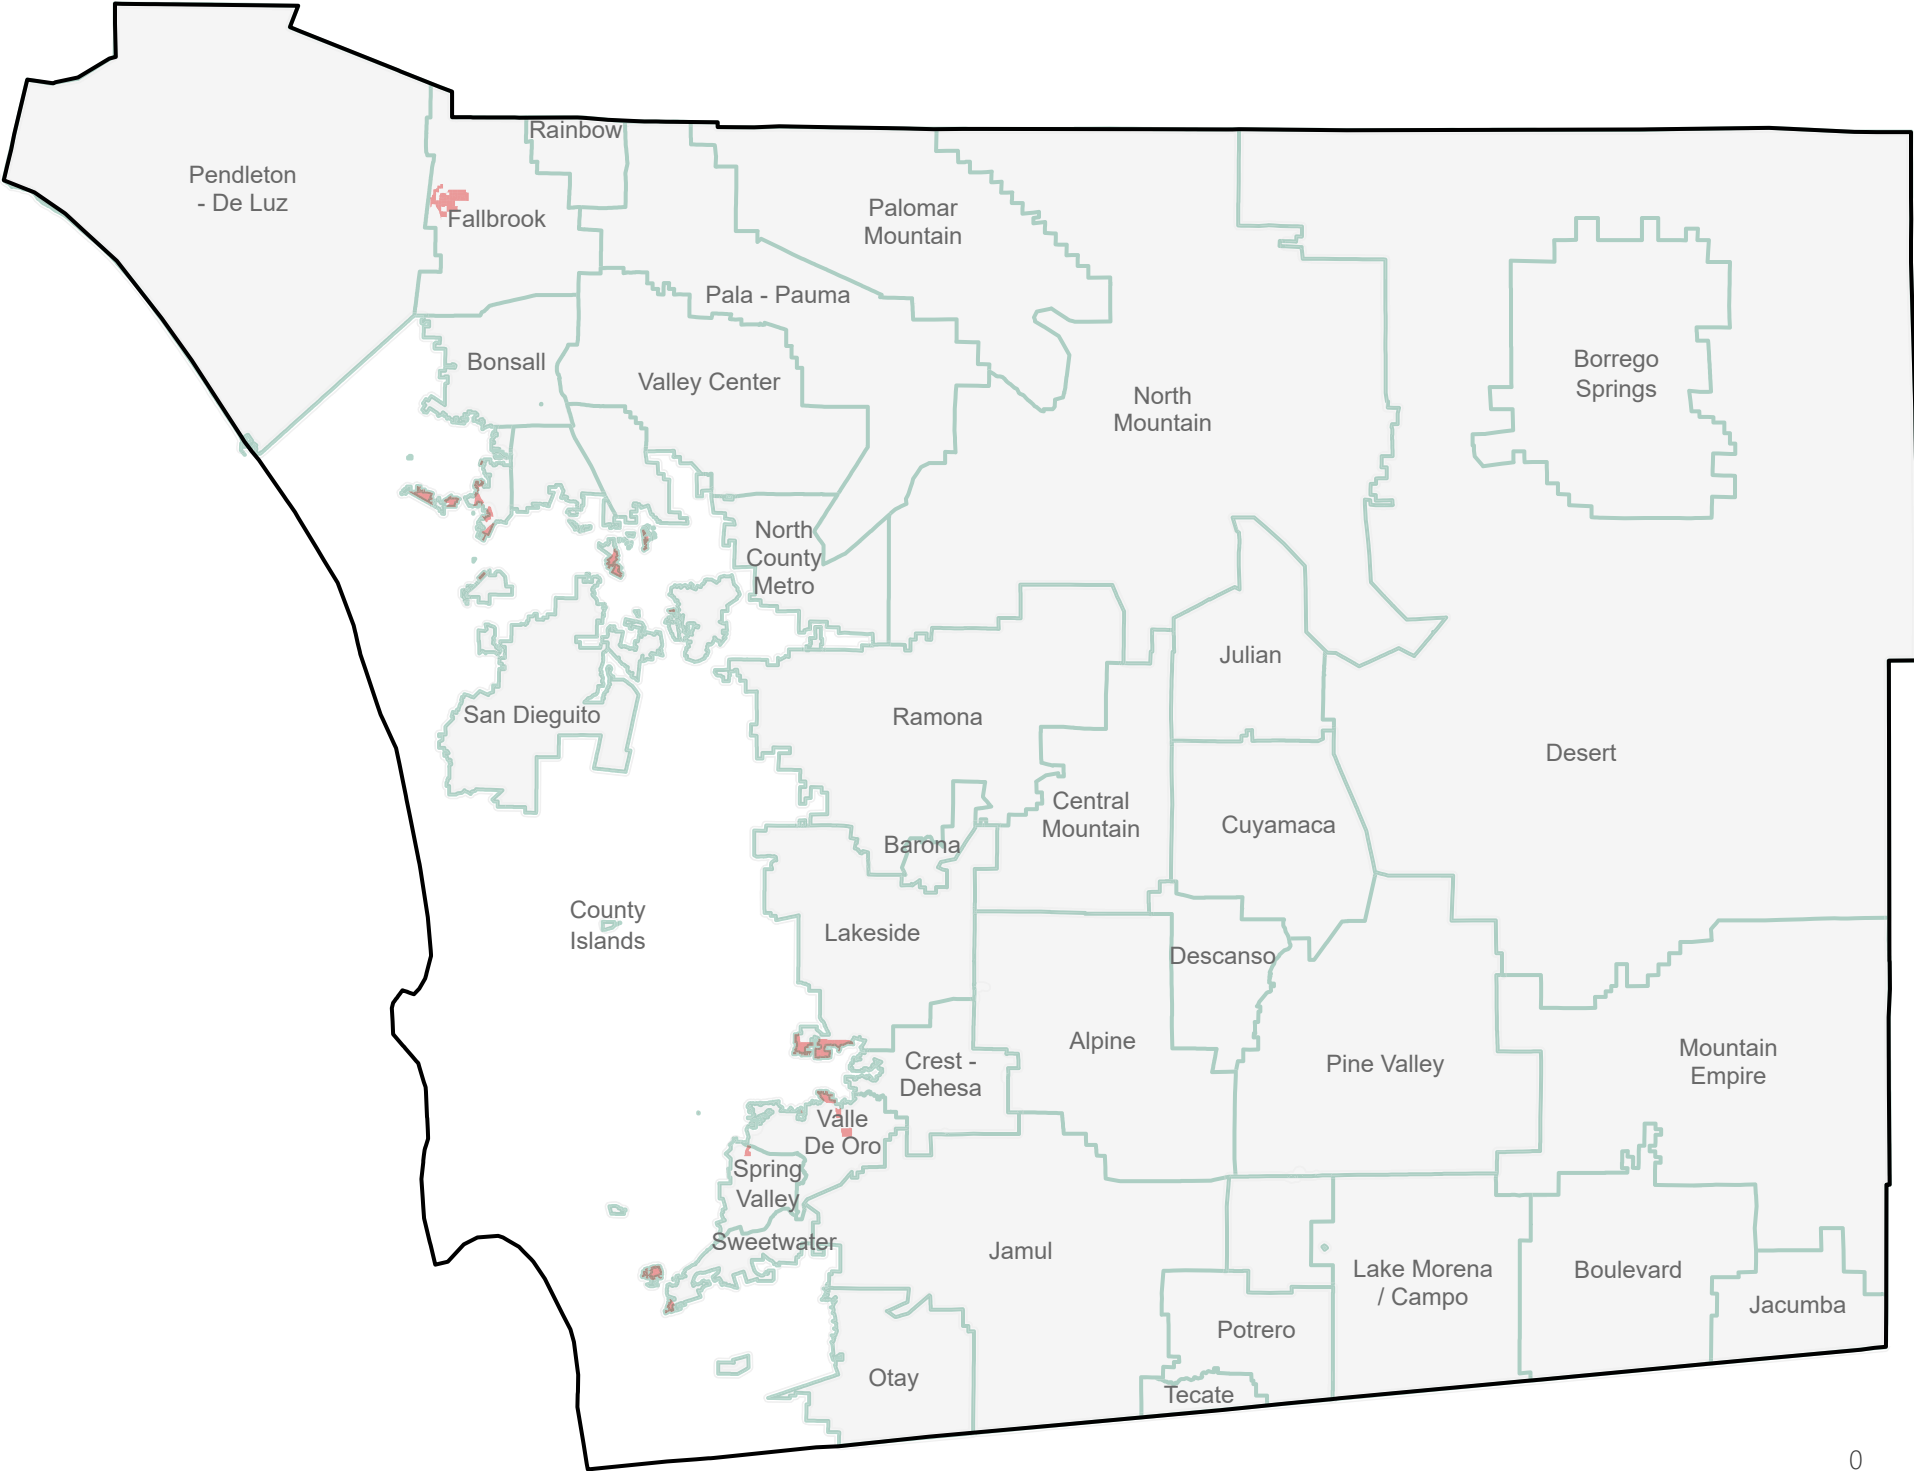 Rainbow
Pendleton
- De Luz
Fallbrook
Palomar
Mountain
Pala - Pauma
Bonsall
Valley Center
Borrego
Springs
North
Mountain
North
County
Metro
Julian
San Dieguito
Ramona
Desert
Central
Mountain
Cuyamaca
Barona
County
Islands
Lakeside
Descanso
Alpine
Crest -
Dehesa
Pine Valley
Mountain
Empire
Valle
De Oro
Spring
Valley
Sweetwater
Jamul
Lake Morena
/ Campo
Boulevard
Jacumba
Potrero
Otay
Tecate
0